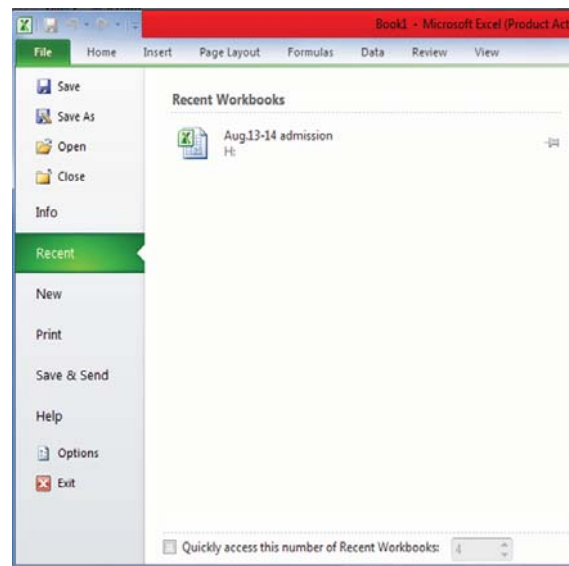 Book1 - Microsoft Excel (Product Act
File Home Insert Page Layout Formulas Data Review View
Save
Save As
Open
Close
Info
Recent
New
Print
Save & Send
Help
Options
Exit
Recent Workbooks
Aug.13-14 admission
H:
Quickly access this number of Recent Workbooks: 4